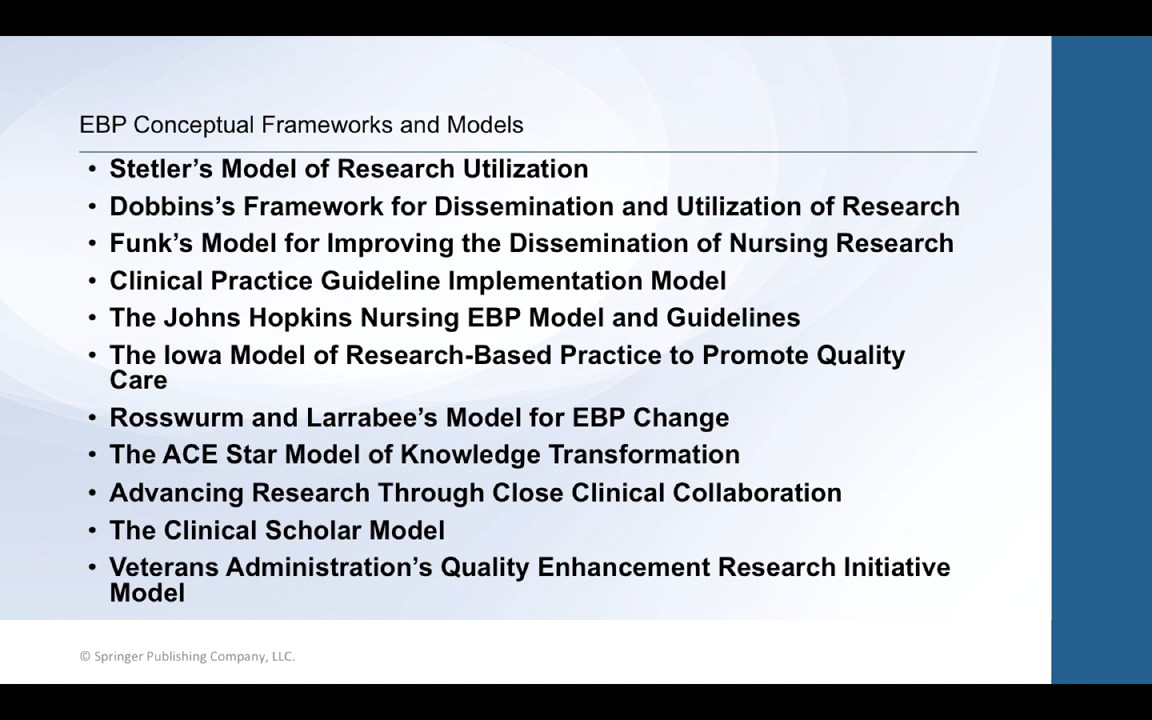 EBP Conceptual Frameworks and Models
• Stetler’s Model of Research Utilization
• Dobbins’s Framework for Dissemination and Utilization of Research
• Funk’s Model for Improving the Dissemination of Nursing Research
• Clinical Practice Guideline Implementation Model
• The Johns Hopkins Nursing EBP Model and Guidelines
• The Iowa Model of Research-Based Practice to Promote Quality
Care
• Rosswurm and Larrabee’s Model for EBP Change
• The ACE Star Model of Knowledge Transformation
• Advancing Research Through Close Clinical Collaboration
• The Clinical Scholar Model
• Veterans Administration’s Quality Enhancement Research Initiative
Model
© Springer Publishing Company, LLC.